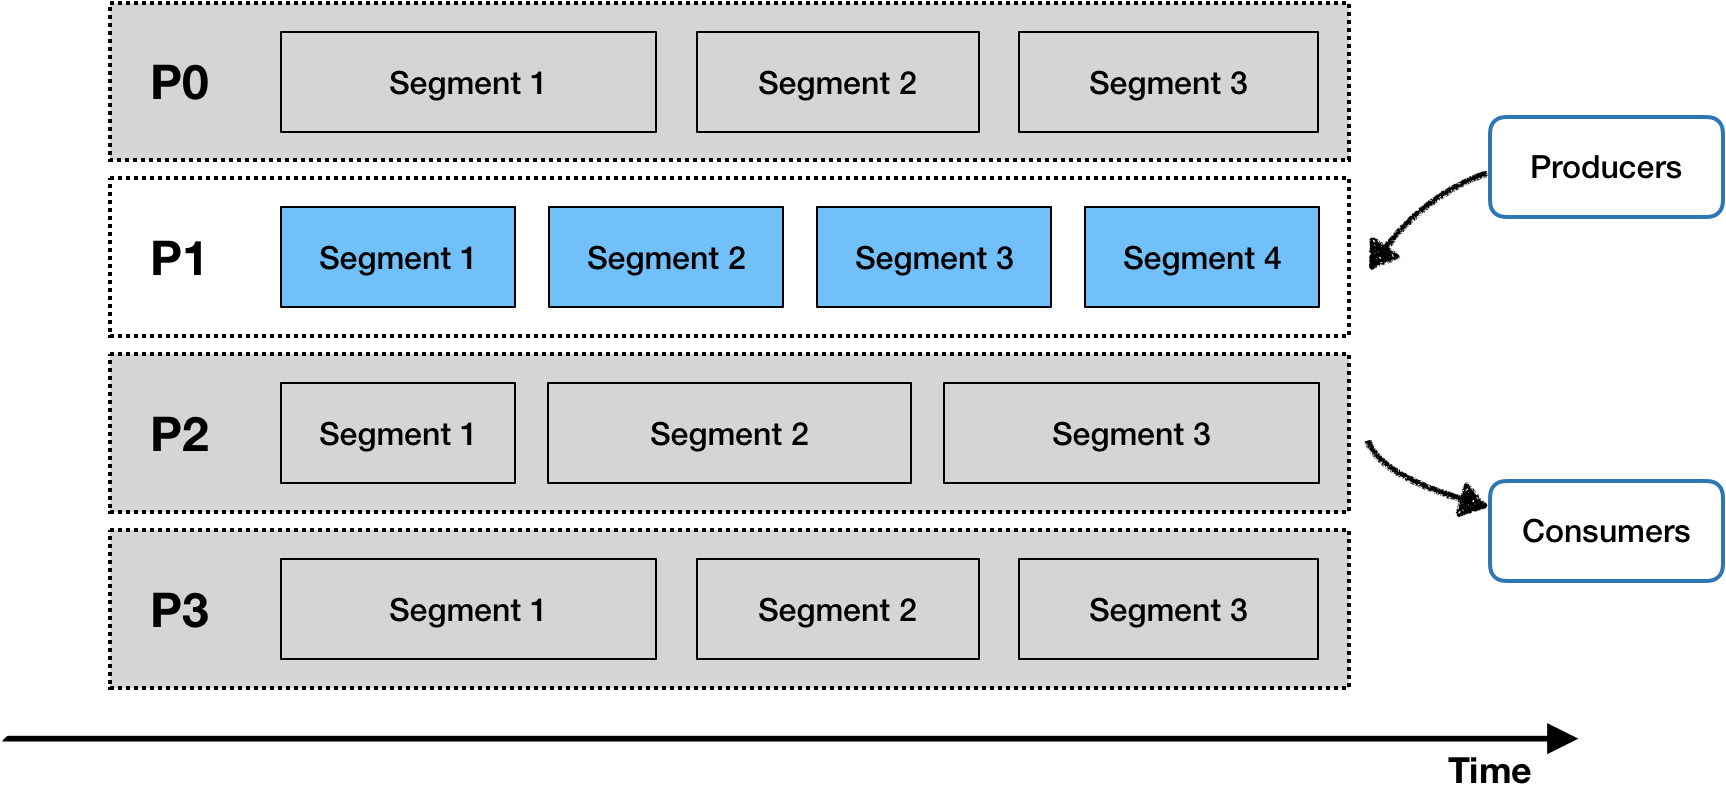 P0
Segment 1
Segment 2
Segment 3
Producers
P1
Segment 1
Segment 2
Segment 3
Segment 4
P2
Segment 1
Segment 2
Segment 3
Consumers
P3
Segment 1
Segment 2
Segment 3
Time